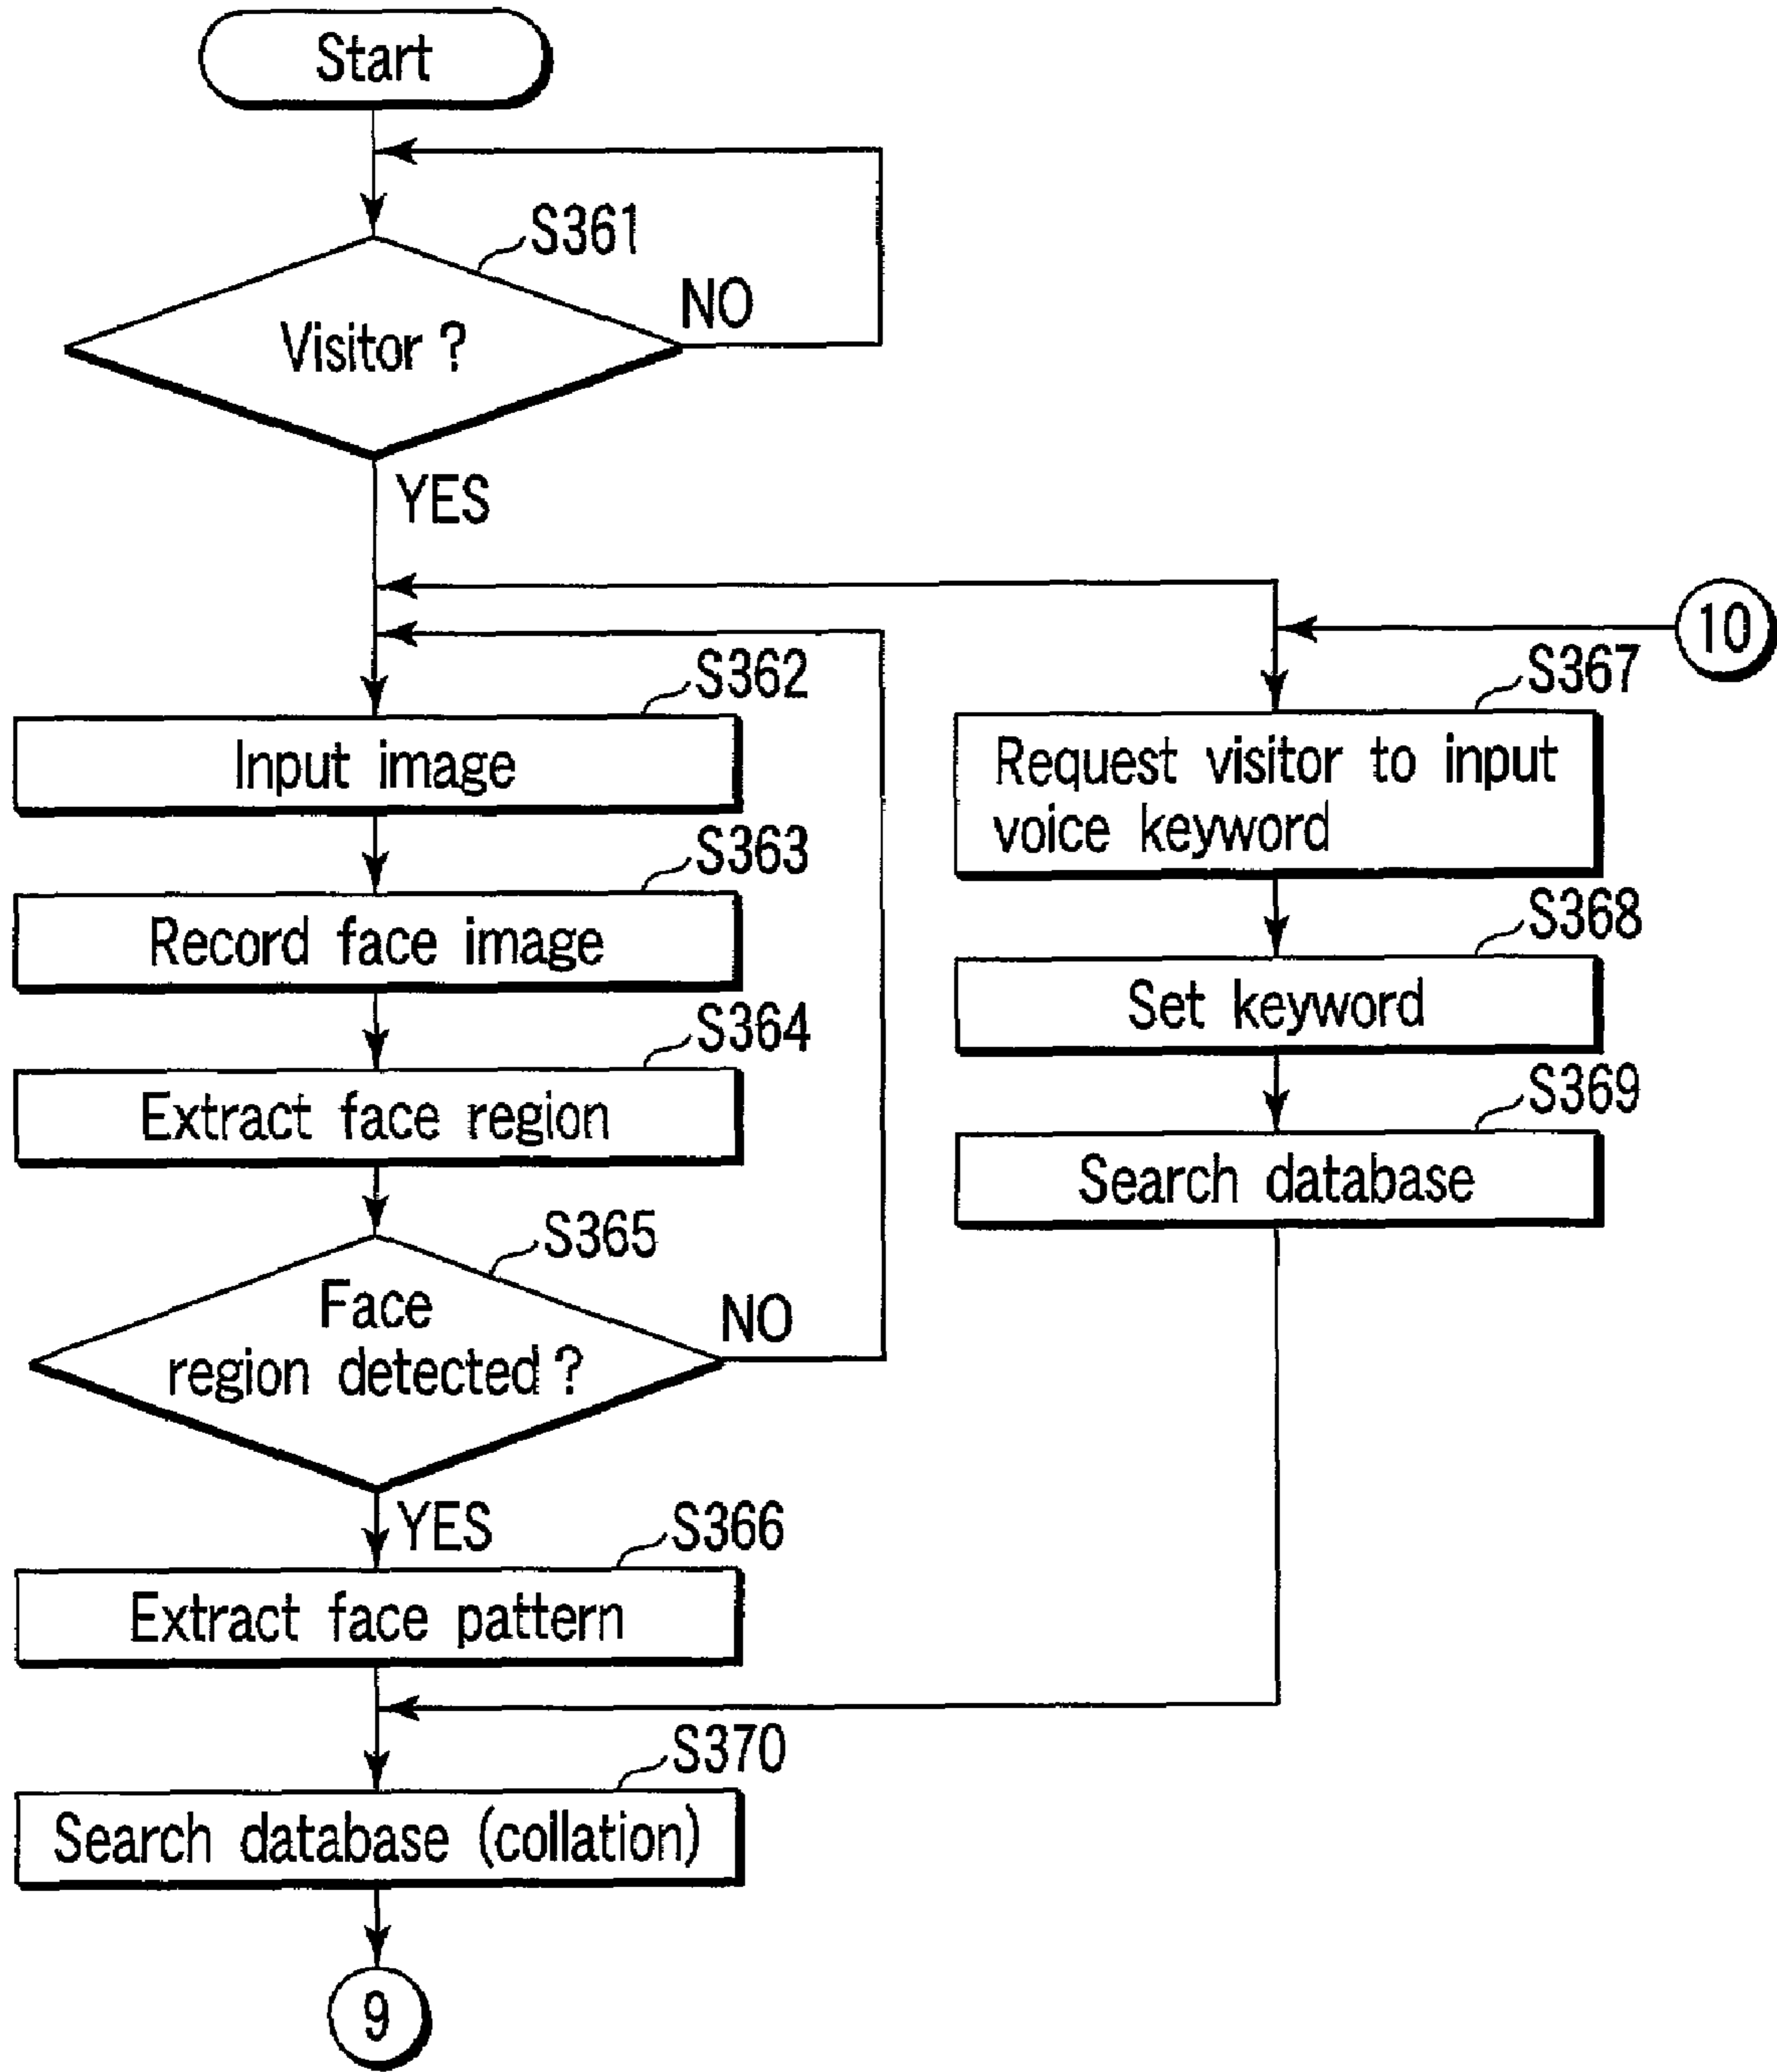 Start
S361
Visitor ?
NO
YES
10
S362
Input image
S363
Record face image
S364
Extract face region
S365
Face
region detected ?
NO
YES
S366
Extract face pattern
S367
Request visitor to input
voice keyword
S368
Set keyword
S369
Search database
S370
Search database (collation)
9